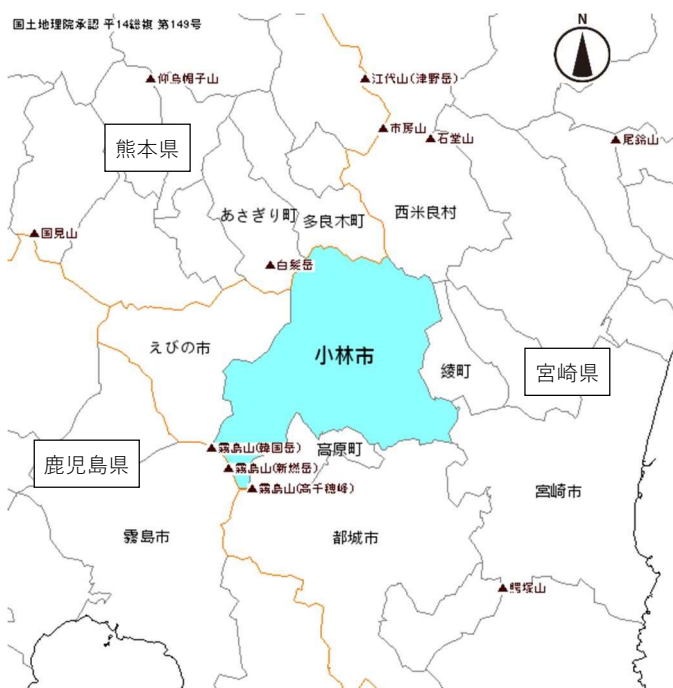 国土地理院承認 平14総複 第149号
N
仰烏帽子山
江代山(津野岳)
市房山
石堂山
尾鈴山
熊本県
あさぎり町
多良木町
西米良村
国見山
白髪岳
えびの市
小林市
綾町
宮崎県
霧島山(韓国岳)
高原町
鹿児島県
霧島山(新燃岳)
霧島山(高千穂峰)
宮崎市
霧島市
都城市
鰐塚山